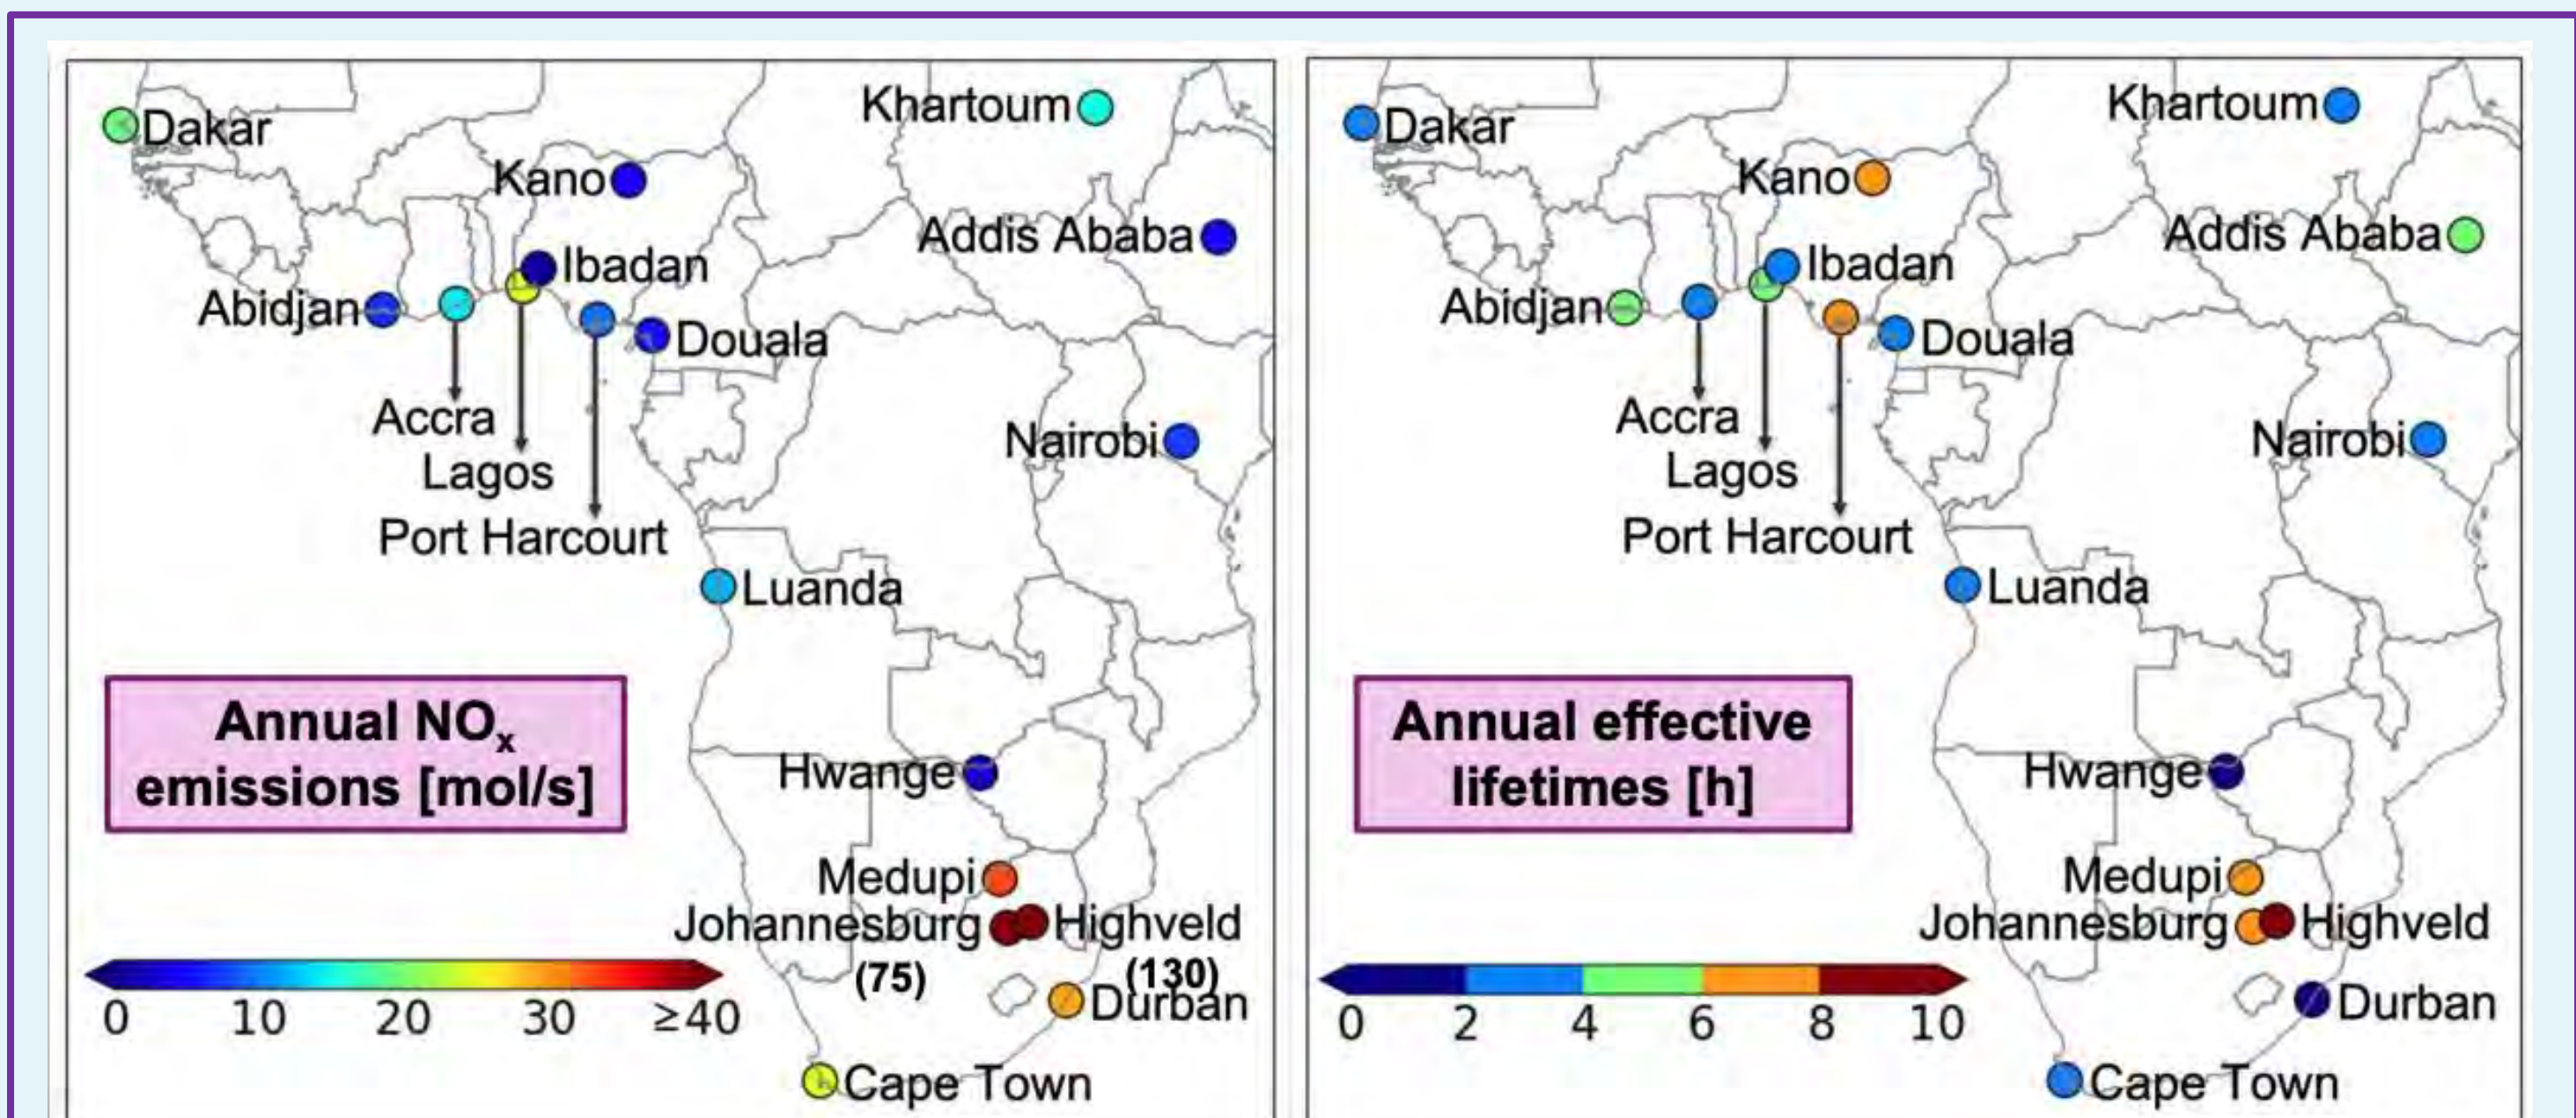 Dakar
Khartoum
Kano
Addis Ababa
Ibadan
Abidjan
Douala
Accra
Lagos
Port Harcourt
Nairobi
Luanda
Annual NOₓ
emissions [mol/s]
Hwange
Medupi
Johannesburg
(75)
Highveld
(130)
Durban
Cape Town
0 10 20 30 ≥40
Dakar
Khartoum
Kano
Addis Ababa
Ibadan
Abidjan
Douala
Accra
Lagos
Port Harcourt
Nairobi
Luanda
Annual effective
lifetimes [h]
Hwange
Medupi
Johannesburg
Highveld
Durban
Cape Town
0 2 4 6 8 10